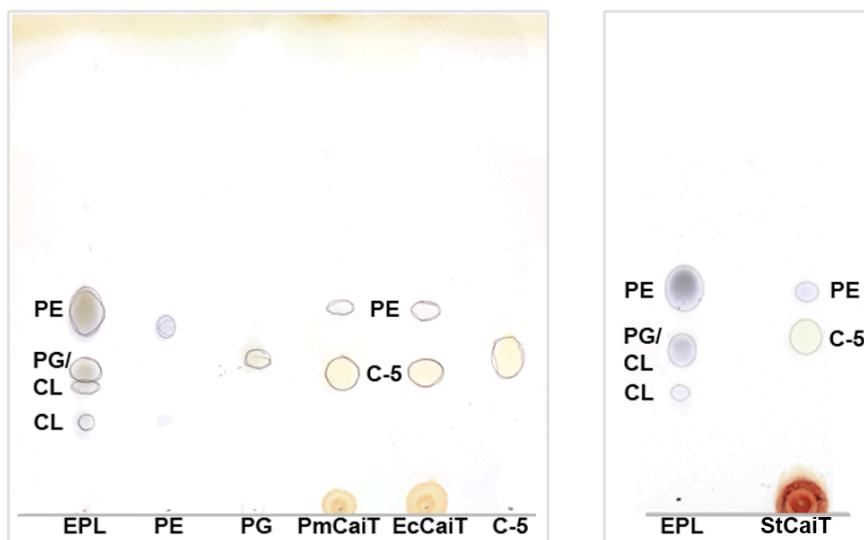 PE PE PE PE
PG/ PG/
C-5 C-5
CL CL
CL CL
EPL PE PG PmCaiT EcCaiT C-5 EPL StCaiT